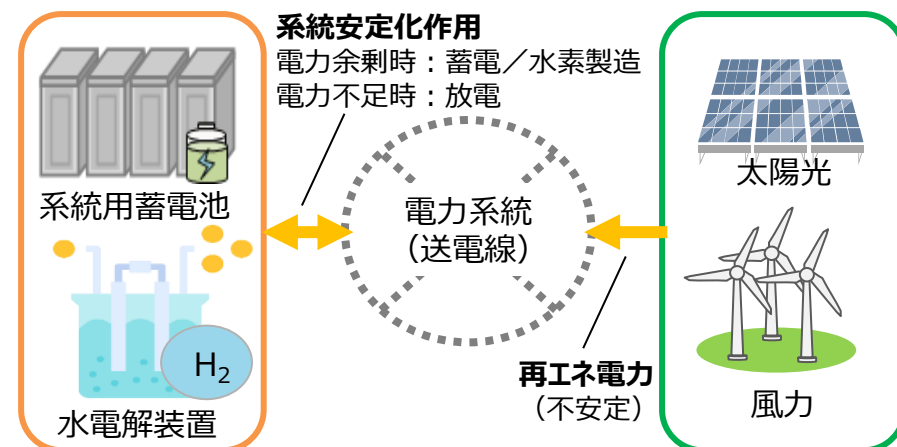 系統安定化作用
電力余剰時：蓄電／水素製造
電力不足時：放電
系統用蓄電池
H₂
水電解装置
電力系統
（送電線）
再エネ電力
（不安定）
太陽光
風力